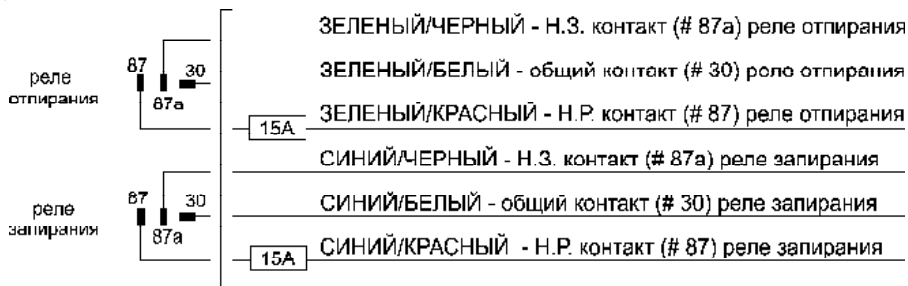 ЗЕЛЕНЫЙ/ЧЕРНЫЙ - Н.З. контакт (# 87а) реле отпирания
87
30
реле
отпирания
87а
ЗЕЛЕНЫЙ/БЕЛЫЙ - общий контакт (# 30) реле отпирания
15А
ЗЕЛЕНЫЙ/КРАСНЫЙ - Н.Р. контакт (# 87) реле отпирания
СИНИЙ/ЧЕРНЫЙ - Н.З. контакт (# 87а) реле запирания
87
30
реле
запирания
87а
СИНИЙ/БЕЛЫЙ - общий контакт (# 30) реле запирания
15А
СИНИЙ/КРАСНЫЙ - Н.Р. контакт (# 87) реле запирания